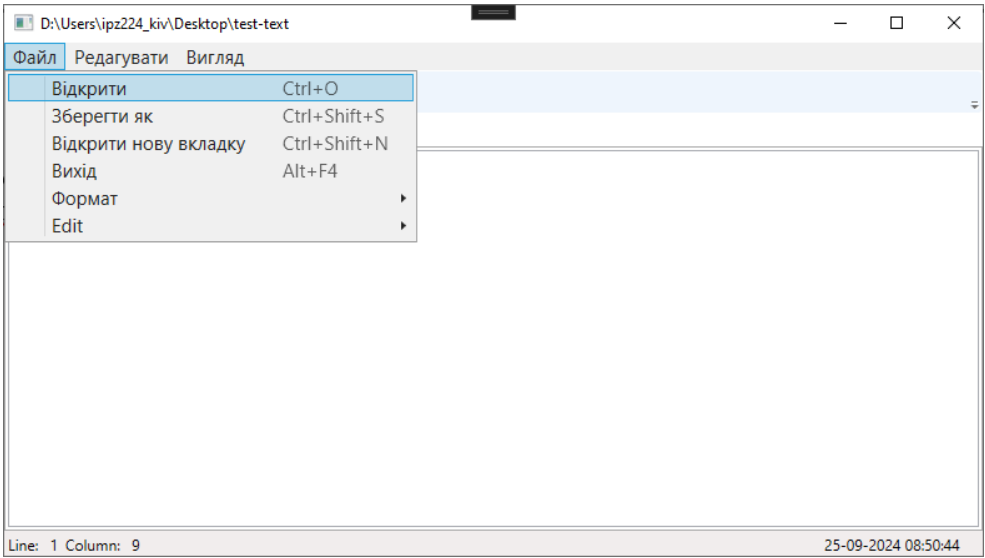 D:\Users\ipz224_kiv\Desktop\test-text
Файл Редагувати Вигляд
Відкрити Ctrl+O
Зберегти як Ctrl+Shift+S
Відкрити нову вкладку Ctrl+Shift+N
Вихід Alt+F4
Формат
Edit
Line: 1 Column: 9 25-09-2024 08:50:44